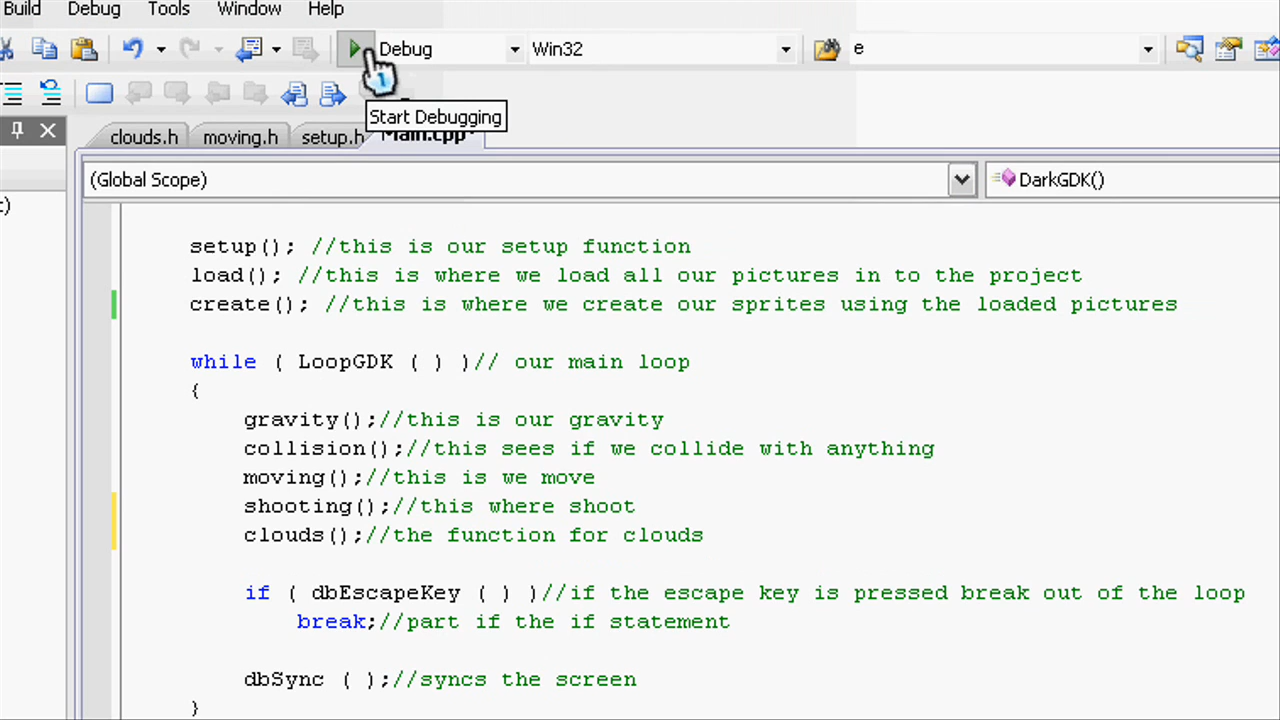 Build Debug Tools Window Help
Debug Win32 e
Start Debugging
clouds.h moving.h setup.h Main.cpp*
(Global Scope) DarkGDK()
setup(); //this is our setup function
load(); //this is where we load all our pictures in to the project
create(); //this is where we create our sprites using the loaded pictures
while ( LoopGDK ( ) )// our main loop
{
gravity();//this is our gravity
collision();//this sees if we collide with anything
moving();//this is we move
shooting();//this where shoot
clouds();//the function for clouds
if ( dbEscapeKey ( ) )//if the escape key is pressed break out of the loop
break;//part if the if statement
dbSync ( );//syncs the screen
}